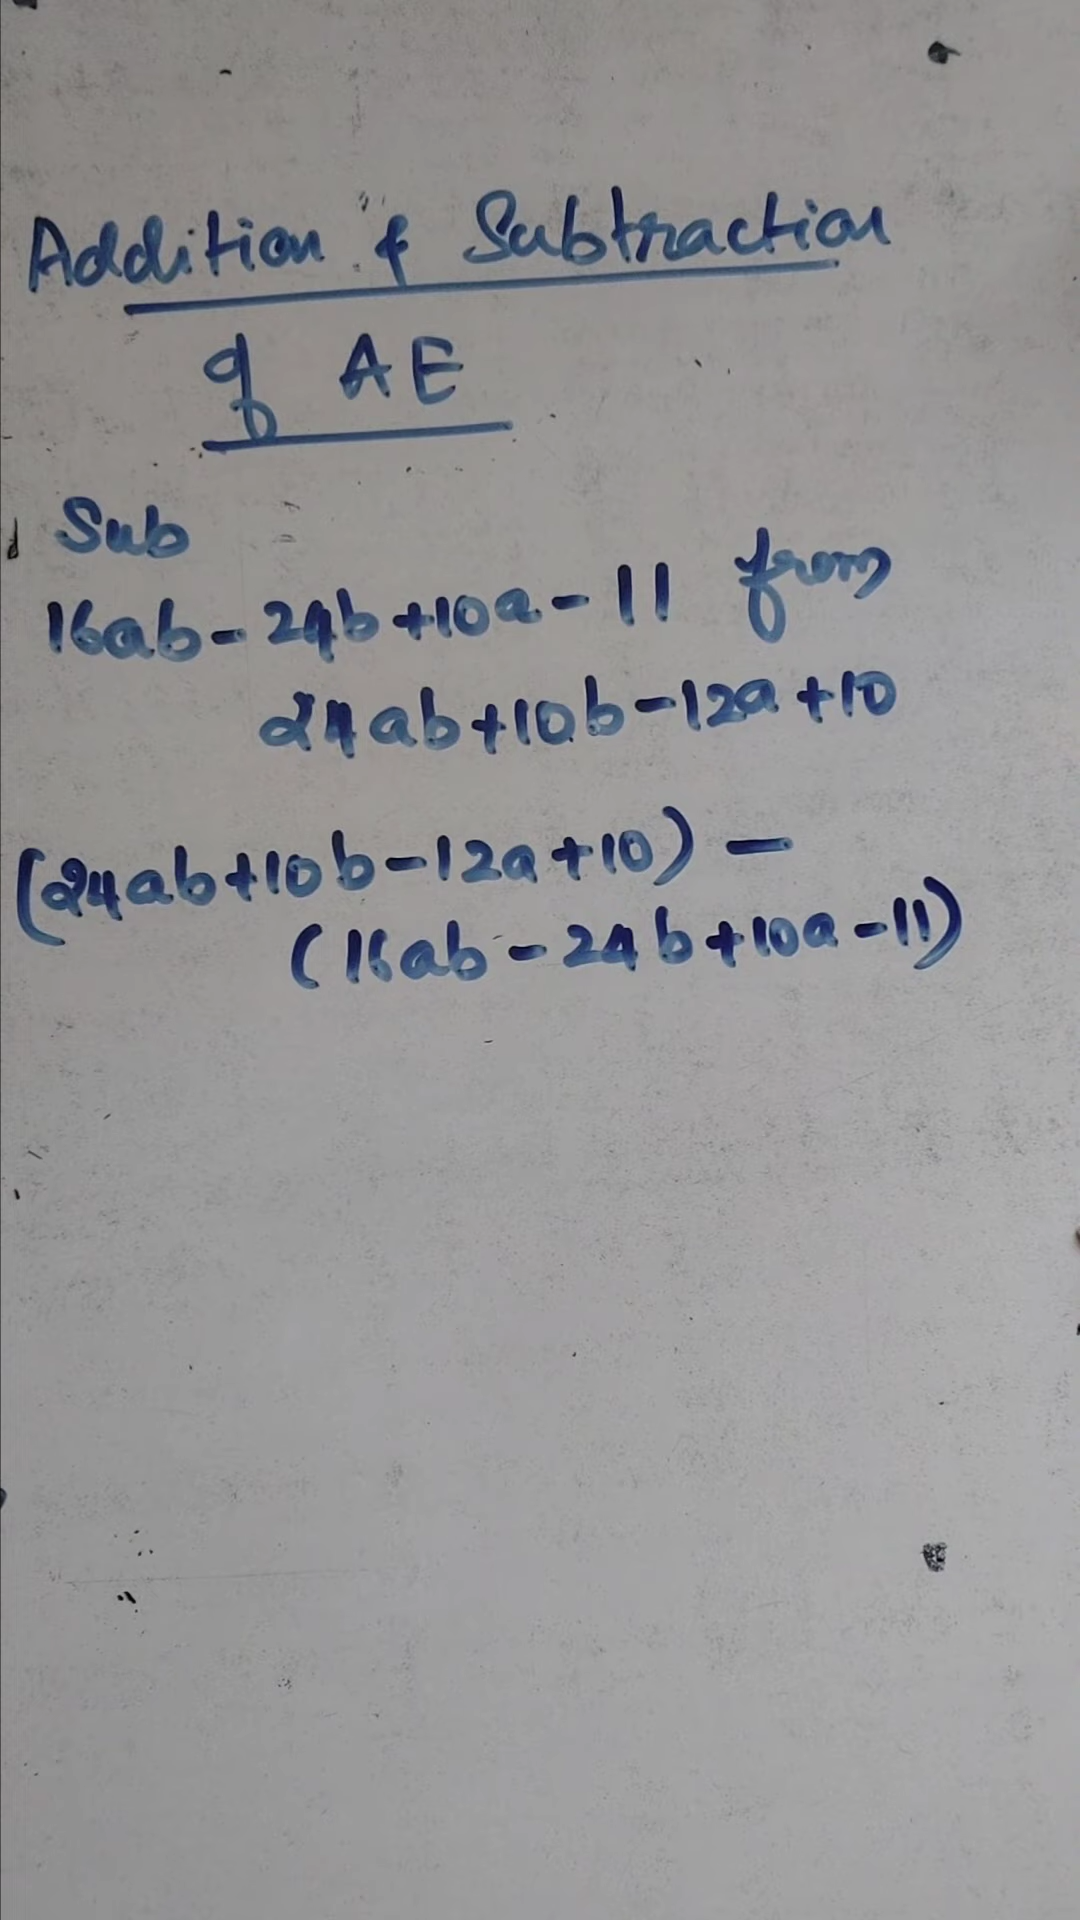 Addition & Subtraction
of AE
Sub
16ab - 24b + 10a - 11 from
24ab + 10b - 12a + 10
(24ab + 10b - 12a + 10) -
(16ab - 24b + 10a - 11)